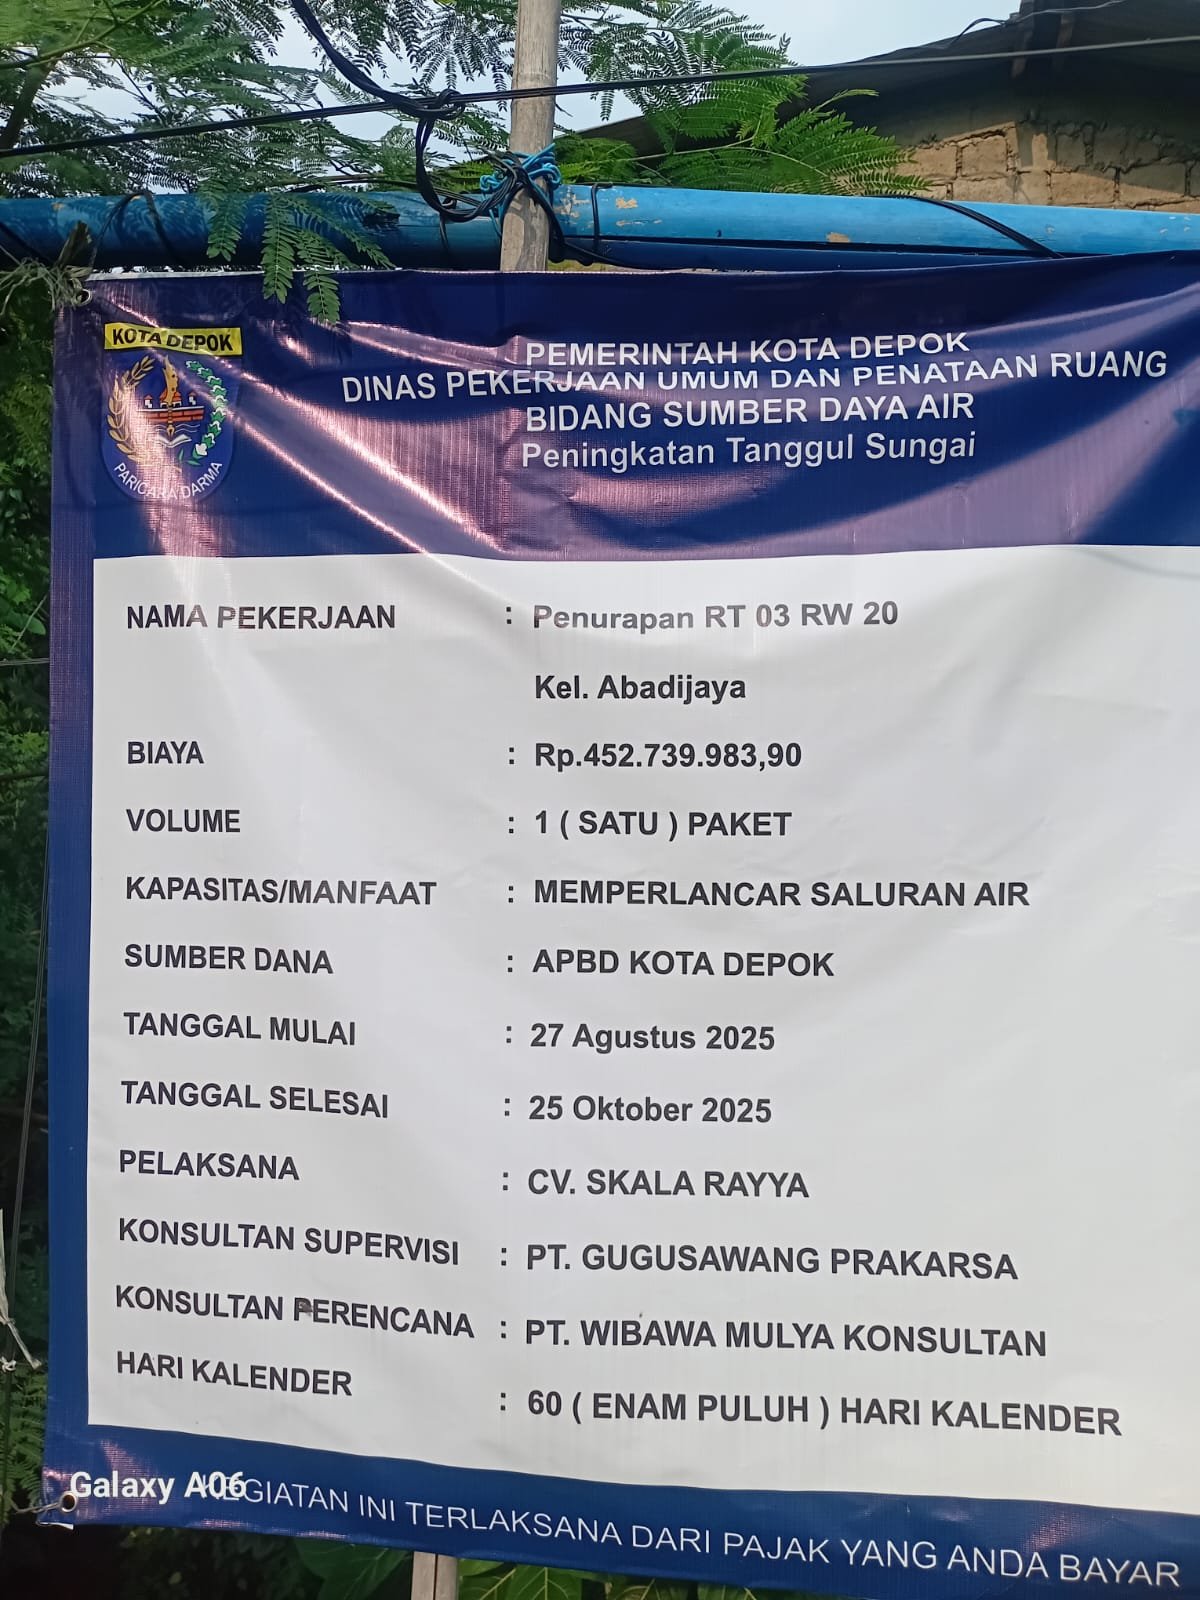 KOTA DEPOK
PARICARA DARMA
PEMERINTAH KOTA DEPOK
DINAS PEKERJAAN UMUM DAN PENATAAN RUANG
BIDANG SUMBER DAYA AIR
Peningkatan Tanggul Sungai
NAMA PEKERJAAN : Penurapan RT 03 RW 20
Kel. Abadijaya
BIAYA : Rp.452.739.983,90
VOLUME : 1 ( SATU ) PAKET
KAPASITAS/MANFAAT : MEMPERLANCAR SALURAN AIR
SUMBER DANA : APBD KOTA DEPOK
TANGGAL MULAI : 27 Agustus 2025
TANGGAL SELESAI : 25 Oktober 2025
PELAKSANA : CV. SKALA RAYYA
KONSULTAN SUPERVISI : PT. GUGUSAWANG PRAKARSA
KONSULTAN PERENCANA : PT. WIBAWA MULYA KONSULTAN
HARI KALENDER : 60 ( ENAM PULUH ) HARI KALENDER
KEGIATAN INI TERLAKSANA DARI PAJAK YANG ANDA BAYAR
Galaxy A06